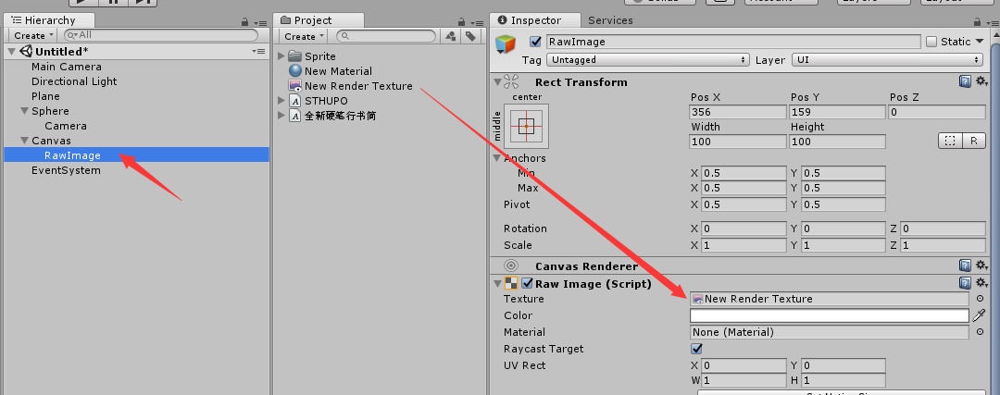 Collab
Account
Layers
Layout
Hierarchy
Create
All
Untitled*
Main Camera
Directional Light
Plane
Sphere
Camera
Canvas
RawImage
EventSystem
Project
Create
Sprite
New Material
New Render Texture
STHUPO
全新硬笔行书简
Inspector
Services
RawImage
Static
Tag Untagged Layer UI
Rect Transform
center
middle
Pos X Pos Y Pos Z
356 159 0
Width Height
100 100
R
Anchors
Min X 0.5 Y 0.5
Max X 0.5 Y 0.5
Pivot X 0.5 Y 0.5
Rotation X 0 Y 0 Z 0
Scale X 1 Y 1 Z 1
Canvas Renderer
Raw Image (Script)
Texture New Render Texture
Color
Material None (Material)
Raycast Target
UV Rect X 0 Y 0
W 1 H 1